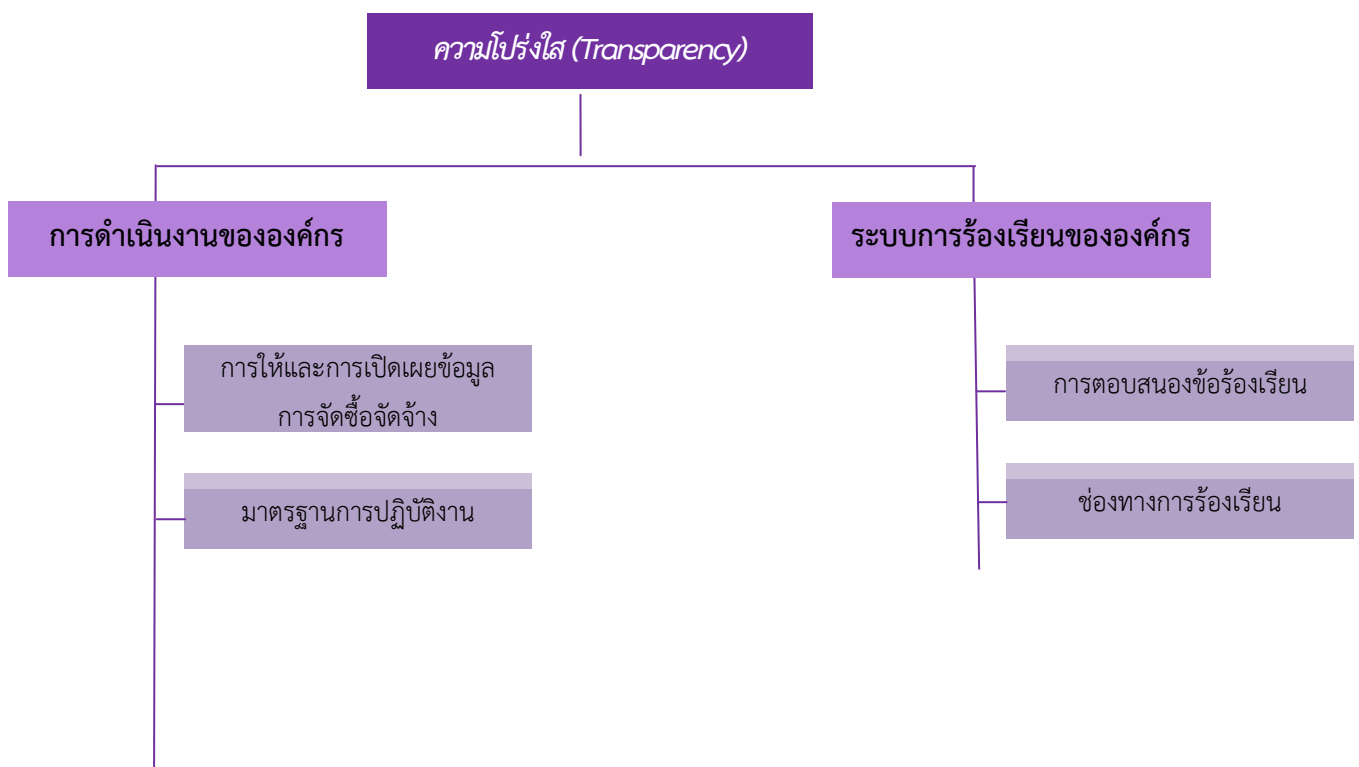 ความโปร่งใส (Transparency)
การดำเนินงานขององค์กร
ระบบการร้องเรียนขององค์กร
การให้และการเปิดเผยข้อมูล
การจัดซื้อจัดจ้าง
มาตรฐานการปฏิบัติงาน
การตอบสนองข้อร้องเรียน
ช่องทางการร้องเรียน